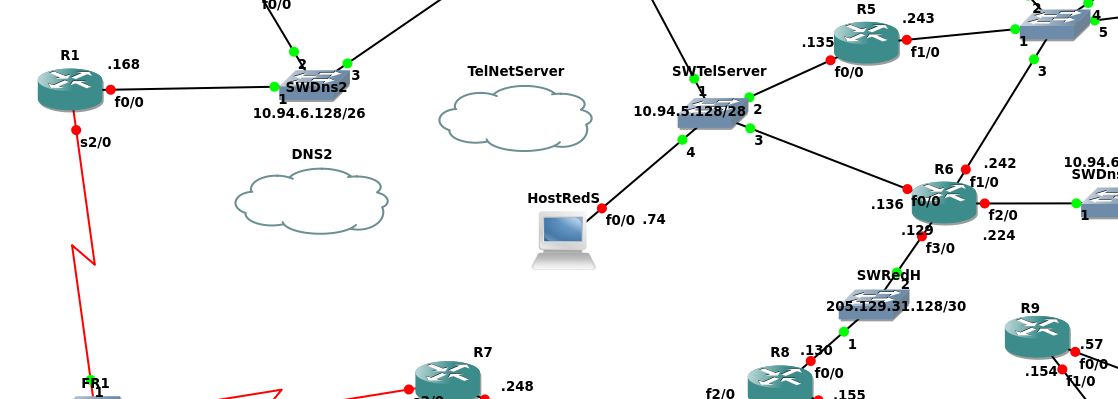 f0/0
R1
.168
f0/0
s2/0
2
3
SWDns2
1
10.94.6.128/26
DNS2
TelNetServer
SWTelServer
1
10.94.5.128/28
2
3
4
HostRedS
f0/0 .74
R5
.243
.135
f1/0
f0/0
2
4
5
1
3
R6
.242
f1/0
.136
f0/0
f2/0
.224
.129
f3/0
10.94.6
SWDns
1
SWRedH
2
205.129.31.128/30
1
R8
.130
f0/0
f2/0
.155
R9
.57
f0/0
.154
f1/0
FR1
1
R7
.248